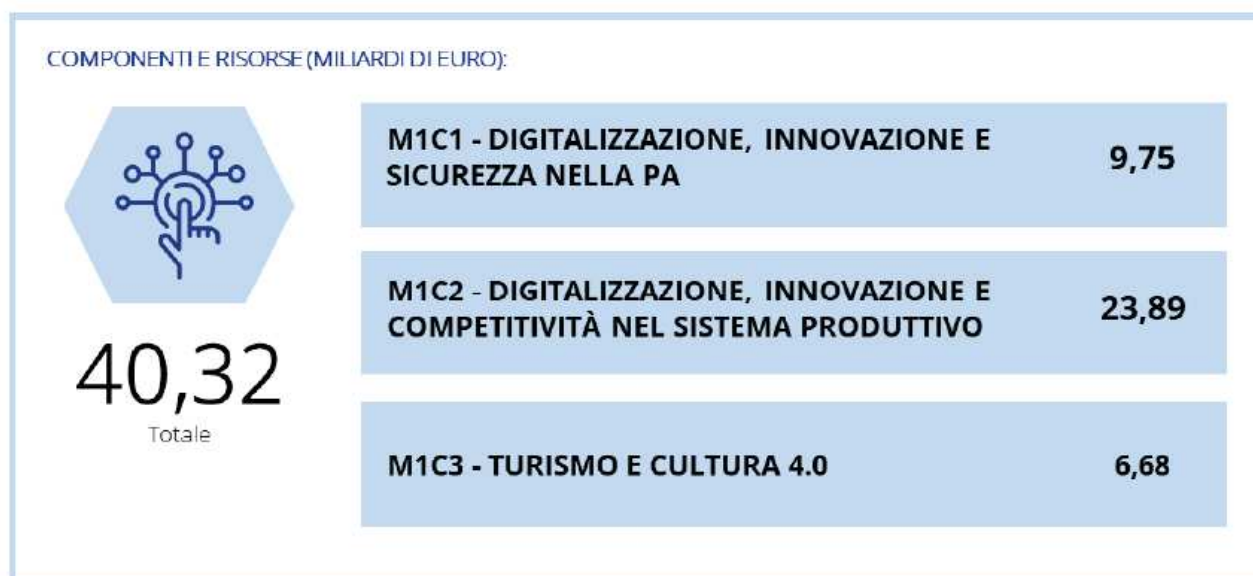 COMPONENTI E RISORSE (MILIARDI DI EURO):
M1C1 - DIGITALIZZAZIONE, INNOVAZIONE E
SICUREZZA NELLA PA
9,75
M1C2 - DIGITALIZZAZIONE, INNOVAZIONE E
COMPETITIVITÀ NEL SISTEMA PRODUTTIVO
23,89
M1C3 - TURISMO E CULTURA 4.0
6,68
40,32
Totale